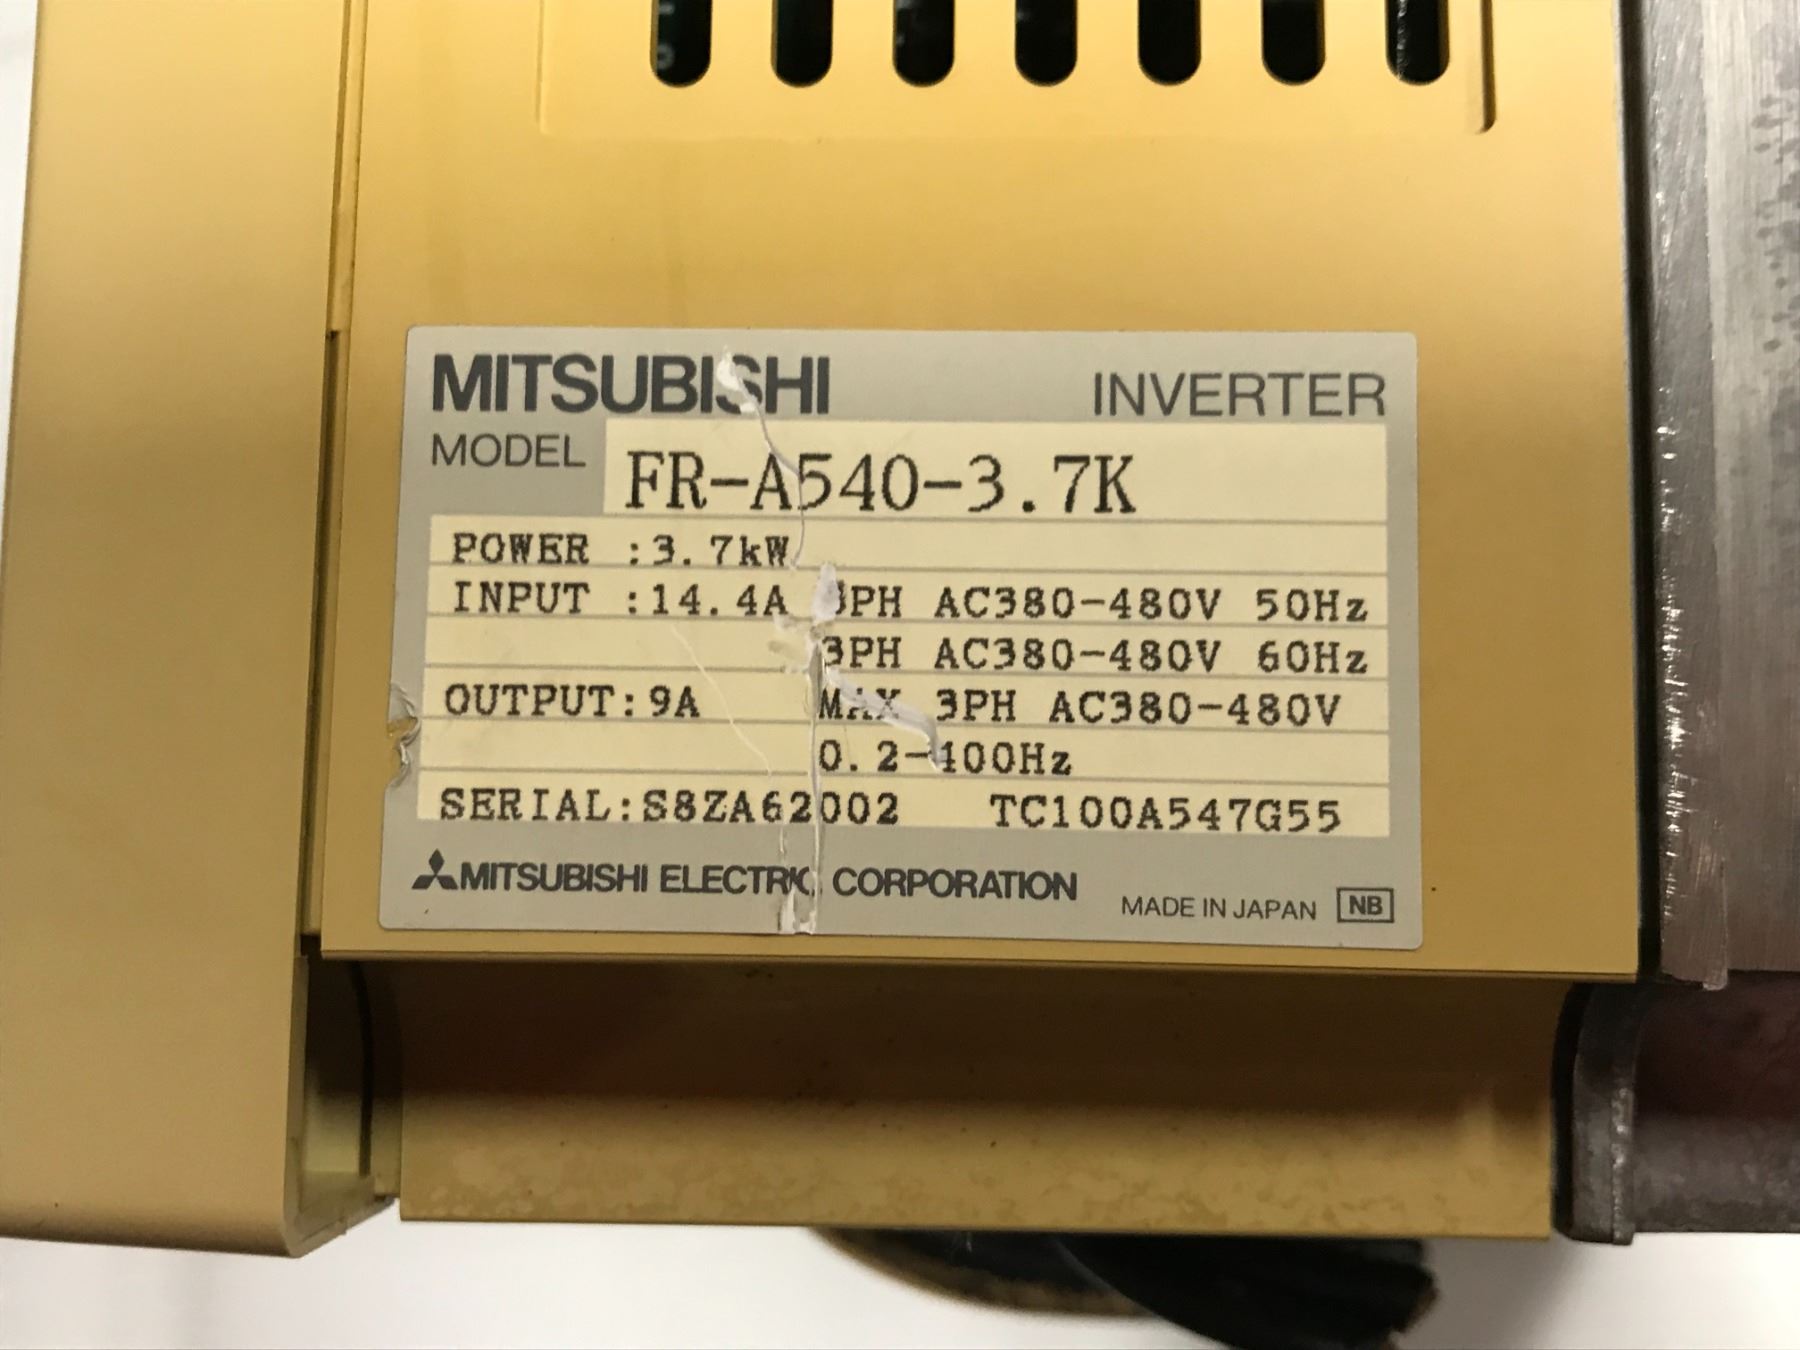 MITSUBISHI INVERTER
MODEL FR-A540-3.7K
POWER :3.7kW
INPUT :14.4A 3PH AC380-480V 50Hz
3PH AC380-480V 60Hz
OUTPUT:9A MAX 3PH AC380-480V
0.2-400Hz
SERIAL:S8ZA62002 TC100A547G55
MITSUBISHI ELECTRIC CORPORATION
MADE IN JAPAN NB